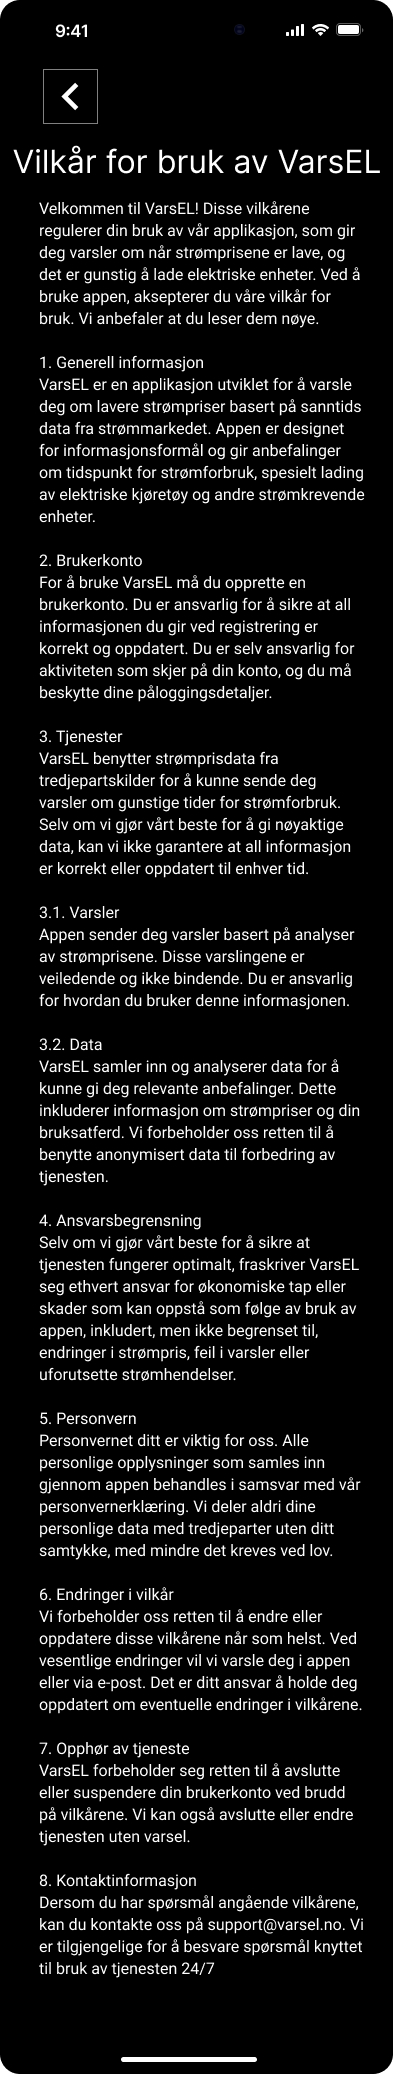 9:41
Vilkår for bruk av VarsEL
Velkommen til VarsEL! Disse vilkårene
regulerer din bruk av vår applikasjon, som gir
deg varsler om når strømprisene er lave, og
det er gunstig å lade elektriske enheter. Ved å
bruke appen, aksepterer du våre vilkår for
bruk. Vi anbefaler at du leser dem nøye.
1. Generell informasjon
VarsEL er en applikasjon utviklet for å varsle
deg om lavere strømpriser basert på sanntids
data fra strømmarkedet. Appen er designet
for informasjonsformål og gir anbefalinger
om tidspunkt for strømforbruk, spesielt lading
av elektriske kjøretøy og andre strømkrevende
enheter.
2. Brukerkonto
For å bruke VarsEL må du opprette en
brukerkonto. Du er ansvarlig for å sikre at all
informasjonen du gir ved registrering er
korrekt og oppdatert. Du er selv ansvarlig for
aktiviteten som skjer på din konto, og du må
beskytte dine påloggingsdetaljer.
3. Tjenester
VarsEL benytter strømprisdata fra
tredjepartskilder for å kunne sende deg
varsler om gunstige tider for strømforbruk.
Selv om vi gjør vårt beste for å gi nøyaktige
data, kan vi ikke garantere at all informasjon
er korrekt eller oppdatert til enhver tid.
3.1. Varsler
Appen sender deg varsler basert på analyser
av strømprisene. Disse varslingene er
veiledende og ikke bindende. Du er ansvarlig
for hvordan du bruker denne informasjonen.
3.2. Data
VarsEL samler inn og analyserer data for å
kunne gi deg relevante anbefalinger. Dette
inkluderer informasjon om strømpriser og din
bruksatferd. Vi forbeholder oss retten til å
benytte anonymisert data til forbedring av
tjenesten.
4. Ansvarsbegrensning
Selv om vi gjør vårt beste for å sikre at
tjenesten fungerer optimalt, fraskriver VarsEL
seg ethvert ansvar for økonomiske tap eller
skader som kan oppstå som følge av bruk av
appen, inkludert, men ikke begrenset til,
endringer i strømpris, feil i varsler eller
uforutsette strømhendelser.
5. Personvern
Personvernet ditt er viktig for oss. Alle
personlige opplysninger som samles inn
gjennom appen behandles i samsvar med vår
personvernerklæring. Vi deler aldri dine
personlige data med tredjeparter uten ditt
samtykke, med mindre det kreves ved lov.
6. Endringer i vilkår
Vi forbeholder oss retten til å endre eller
oppdatere disse vilkårene når som helst. Ved
vesentlige endringer vil vi varsle deg i appen
eller via e-post. Det er ditt ansvar å holde deg
oppdatert om eventuelle endringer i vilkårene.
7. Opphør av tjeneste
VarsEL forbeholder seg retten til å avslutte
eller suspendere din brukerkonto ved brudd
på vilkårene. Vi kan også avslutte eller endre
tjenesten uten varsel.
8. Kontaktinformasjon
Dersom du har spørsmål angående vilkårene,
kan du kontakte oss på support@varsel.no. Vi
er tilgjengelige for å besvare spørsmål knyttet
til bruk av tjenesten 24/7